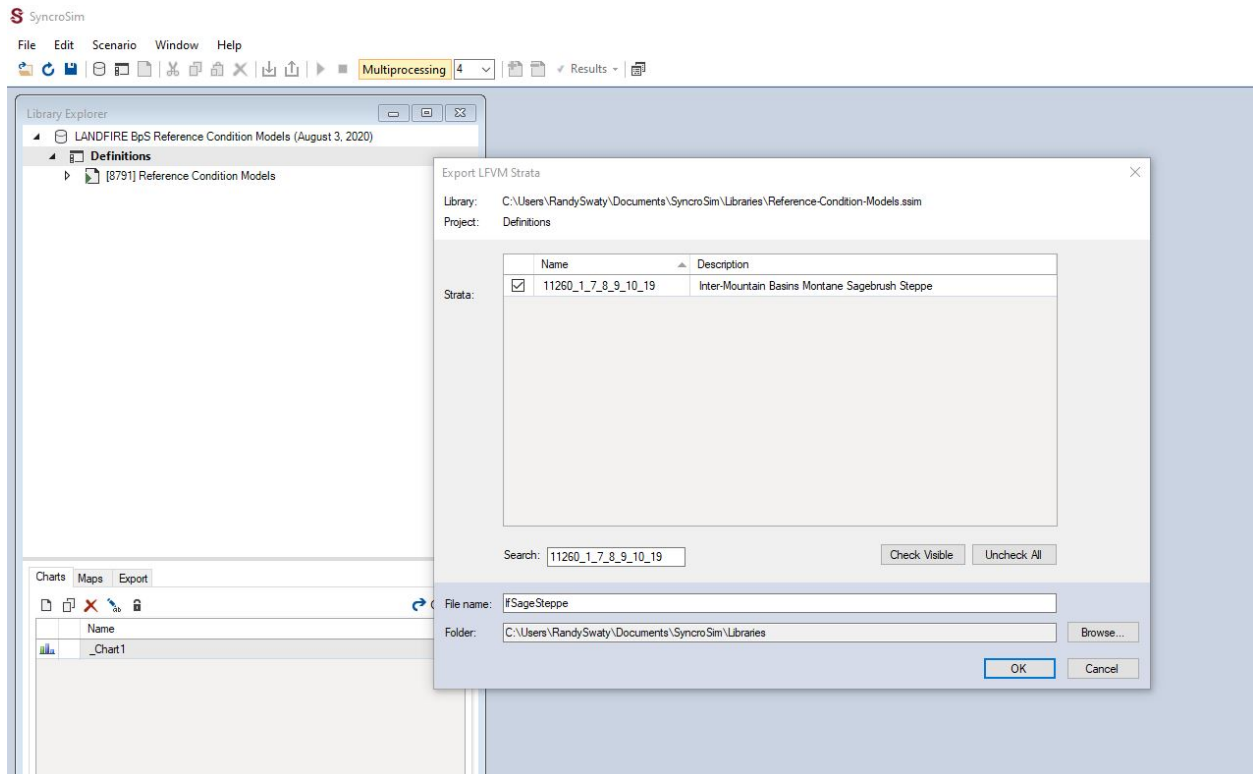 SyncroSim
File Edit Scenario Window Help
Multiprocessing 4 Results
Library Explorer
LANDFIRE BpS Reference Condition Models (August 3, 2020)
Definitions
[8791] Reference Condition Models
Export LFVM Strata
Library: C:\Users\RandySwaty\Documents\SyncroSim\Libraries\Reference-Condition-Models.ssim
Project: Definitions
Name Description
Strata: 11260_1_7_8_9_10_19 Inter-Mountain Basins Montane Sagebrush Steppe
Search: 11260_1_7_8_9_10_19 Check Visible Uncheck All
File name: lfSageSteppe
Folder: C:\Users\RandySwaty\Documents\SyncroSim\Libraries Browse...
OK Cancel
Charts Maps Export
Name
_Chart1